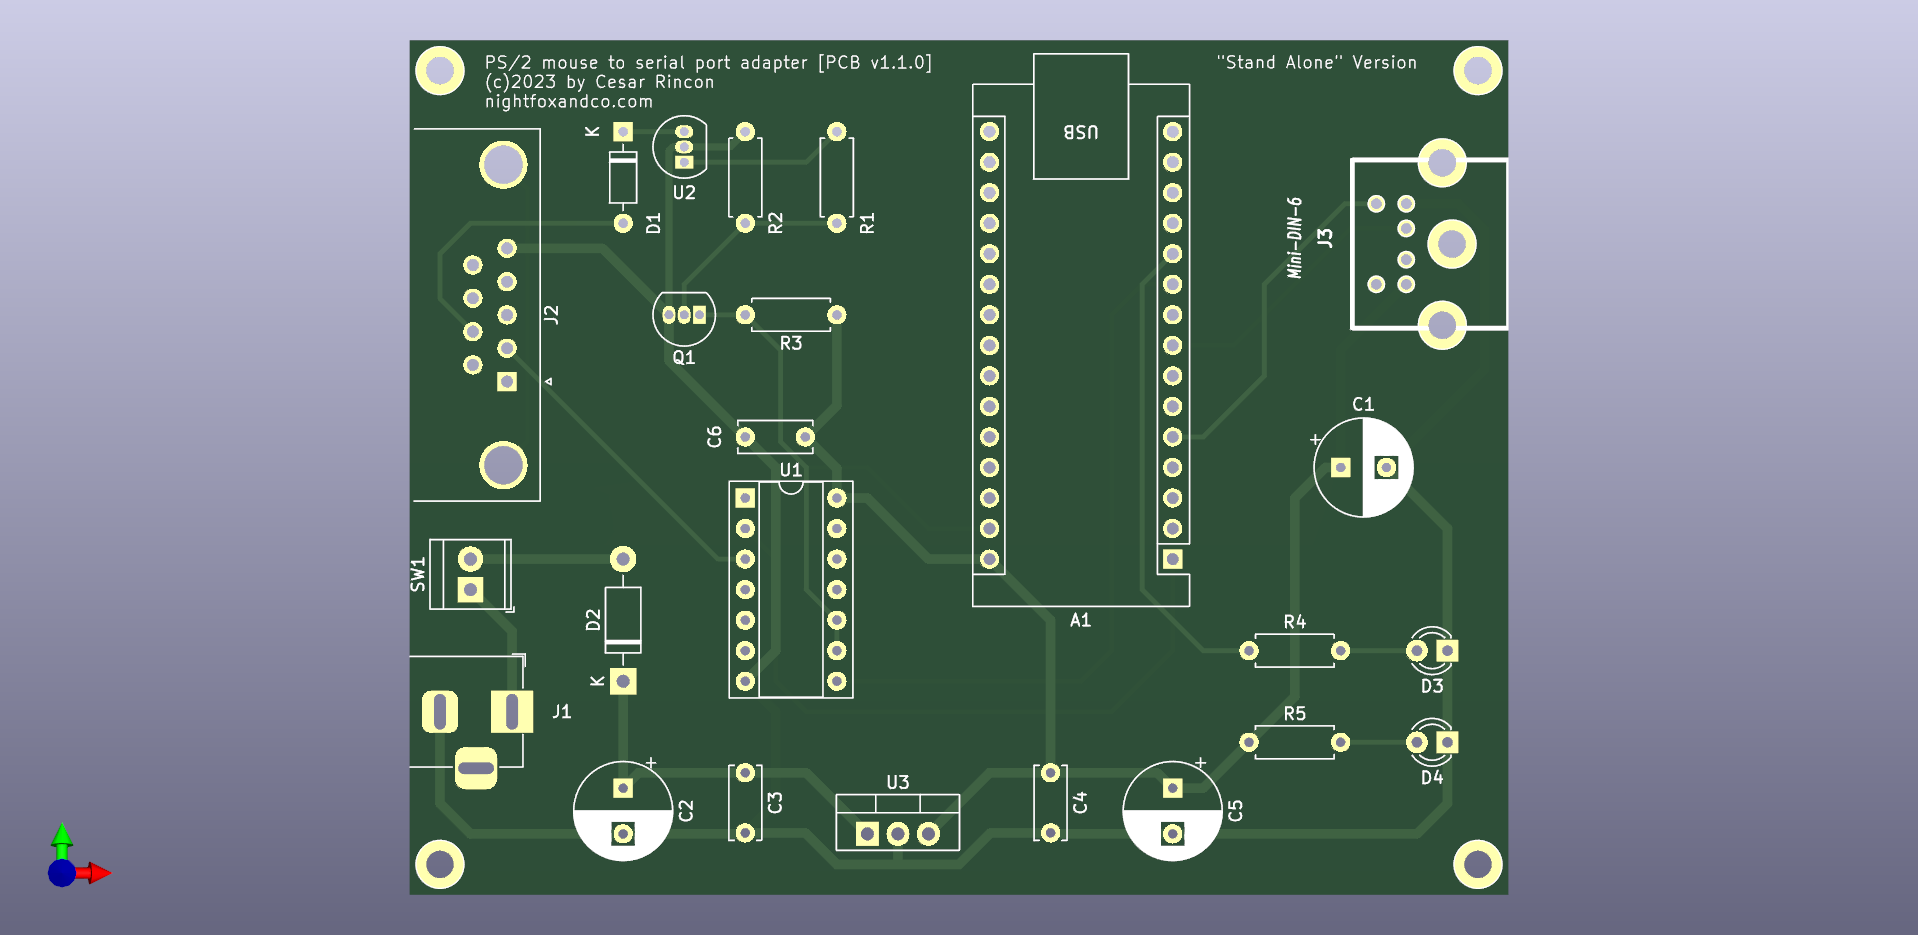 PS/2 mouse to serial port adapter [PCB v1.1.0]
(c)2023 by Cesar Rincon
nightfoxandco.com
"Stand Alone" Version
USB
K
U2
D1
R2
R1
Mini-DIN-6
J3
J2
Q1
R3
C1
+
C6
U1
SW1
D2
K
A1
R4
D3
J1
R5
D4
+
C2
C3
U3
C4
+
C5